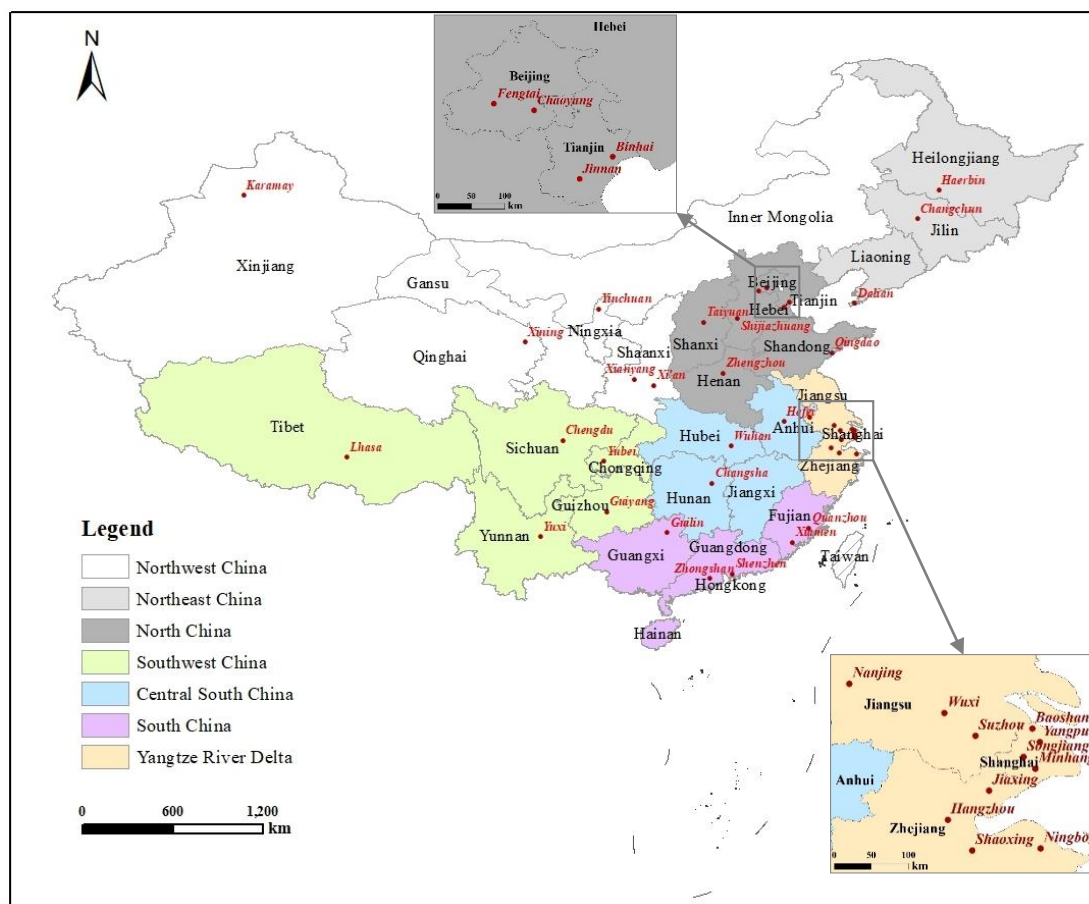 N
Hebei
Beijing
Fengtai
Chaoyang
Tianjin
Binhai
Jinnan
0 50 100
km
Heilongjiang
Haerbin
Changchun
Jilin
Liaoning
Inner Mongolia
Karamay
Xinjiang
Gansu
Beijing
Tianjin
Dalian
Hebei
Yinchuan
Taiyuan
Shijiazhuang
Xining
Ningxia
Shanxi
Shandong
Qingdao
Qinghai
Shaanxi
Zhengzhou
Xianyang
Xi'an
Henan
Jiangsu
Hefei
Anhui
Shanghai
Tibet
Lhasa
Chengdu
Sichuan
Hubei
Wuhan
Yubei
Chongqing
Zhejiang
Changsha
Hunan
Jiangxi
Guizhou
Guiyang
Fujian
Quanzhou
Yunnan
Yuxi
Guilin
Xiamen
Guangxi
Guangdong
Taiwan
Zhongshan
Shenzhen
Hongkong
Hainan
Legend
Northwest China
Northeast China
North China
Southwest China
Central South China
South China
Yangtze River Delta
0 600 1,200
km
Nanjing
Jiangsu
Wuxi
Baoshan
Suzhou
Yangpu
Songjiang
Shanghai
Minhang
Anhui
Jiaxing
Hangzhou
Zhejiang
Shaoxing
Ningbo
0 50 100
km